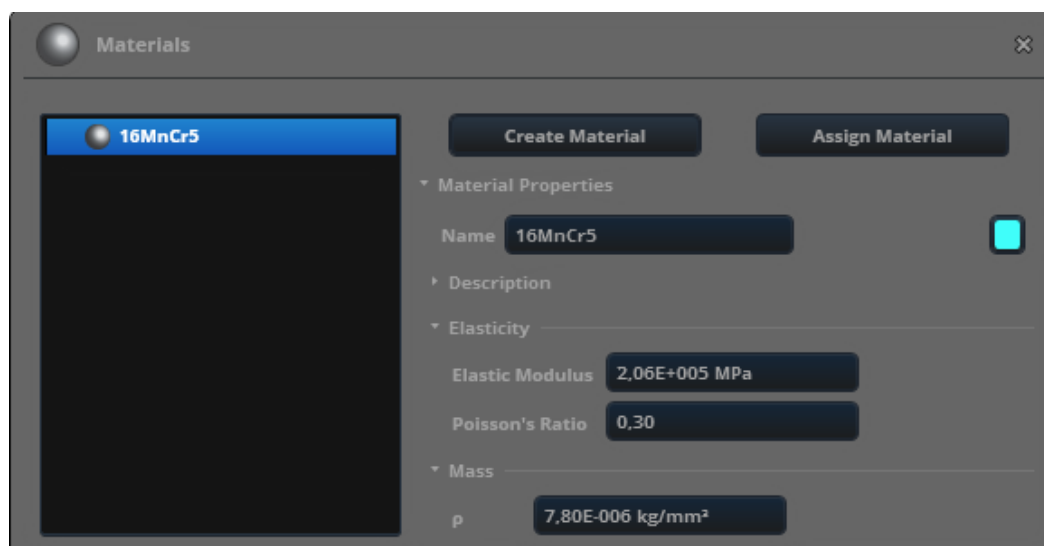 Materials
16MnCr5
Create Material
Assign Material
Material Properties
Name 16MnCr5
Description
Elasticity
Elastic Modulus 2,06E+005 MPa
Poisson's Ratio 0,30
Mass
ρ 7,80E-006 kg/mm³